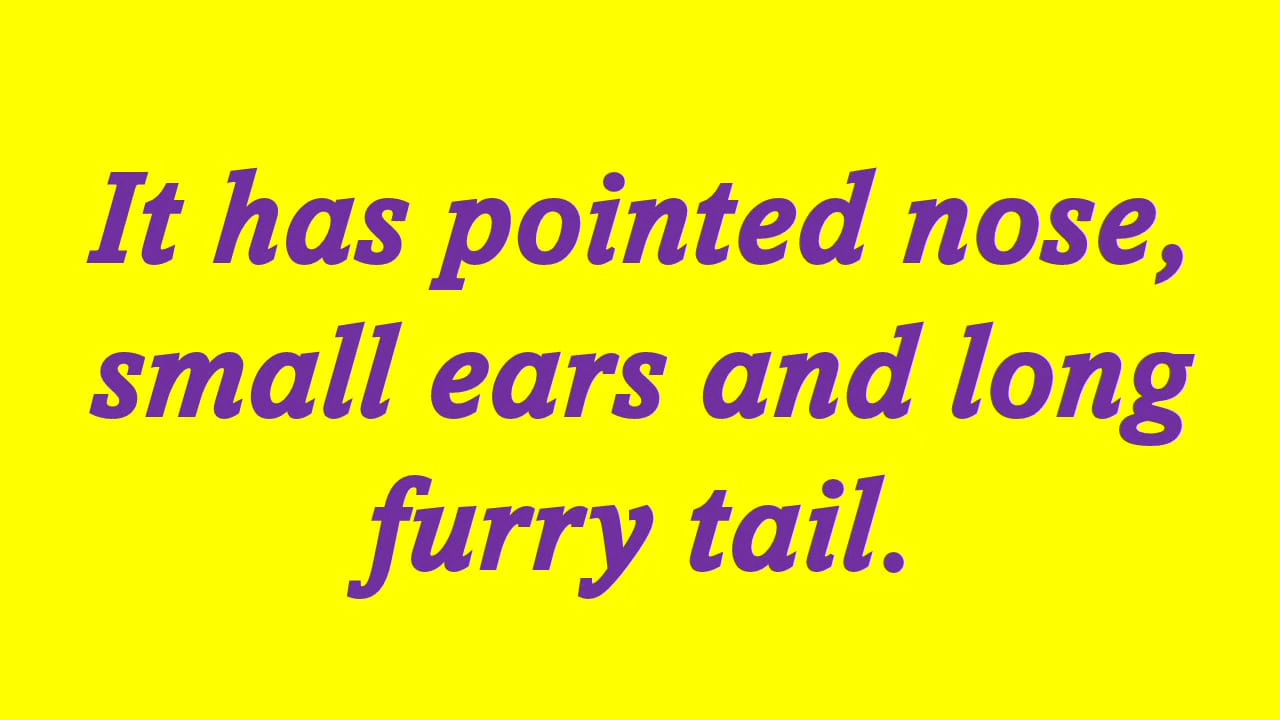 It has pointed nose,
small ears and long
furry tail.